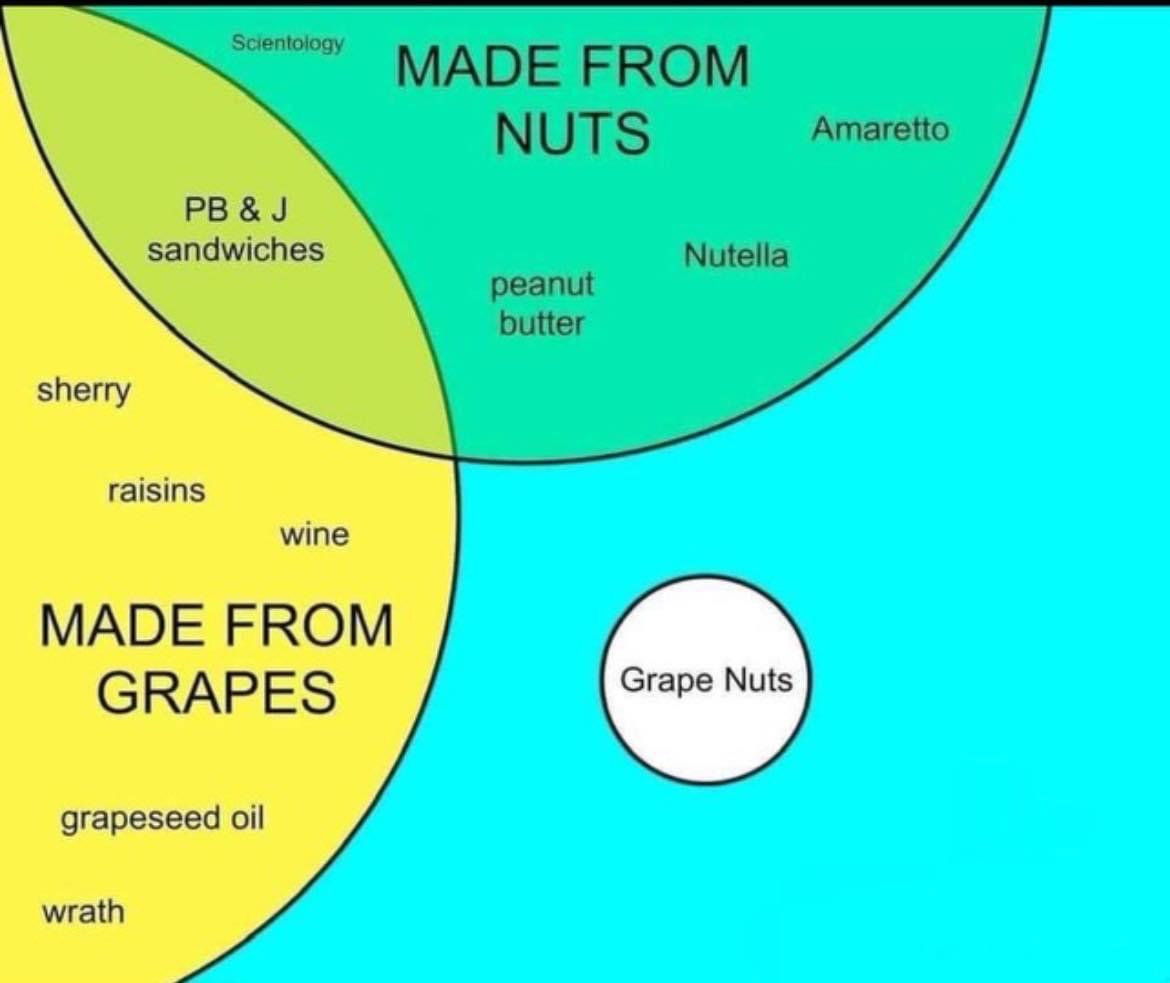 Scientology
MADE FROM
NUTS
Amaretto
PB & J
sandwiches
Nutella
peanut
butter
sherry
raisins
wine
MADE FROM
GRAPES
Grape Nuts
grapeseed oil
wrath